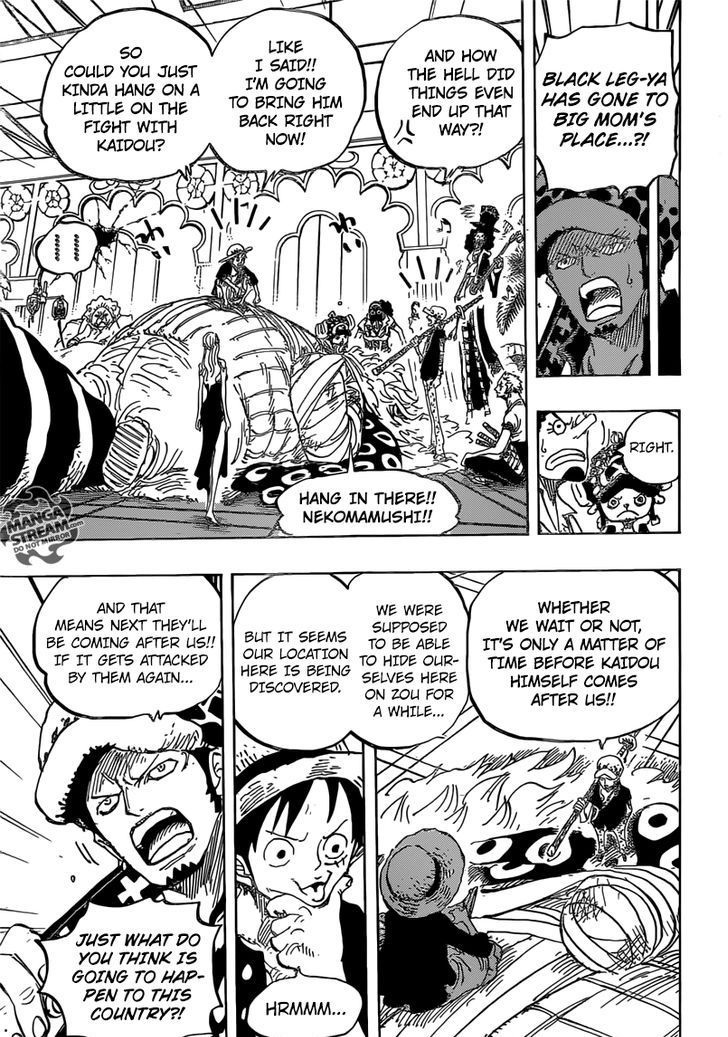 BLACK LEG-YA
HAS GONE TO
BIG MOM'S
PLACE...?!
AND HOW
THE HELL DID
THINGS EVEN
END UP THAT
WAY?!
LIKE
I SAID!!
I'M GOING
TO BRING HIM
BACK RIGHT
NOW!
SO
COULD YOU JUST
KINDA HANG ON A
LITTLE ON THE
FIGHT WITH
KAIDOU?
わ
れ
HANG IN THERE!!
NEKOMAMUSHI!!
RIGHT.
MANGA
STREAM.COM
DO NOT MIRROR
WHETHER
WE WAIT OR NOT,
IT'S ONLY A MATTER OF
TIME BEFORE KAIDOU
HIMSELF COMES
AFTER US!!
WE WERE
SUPPOSED
TO BE ABLE
TO HIDE OUR-
SELVES HERE
ON ZOU FOR
A WHILE...
BUT IT SEEMS
OUR LOCATION
HERE IS BEING
DISCOVERED.
HRMMM...
AND THAT
MEANS NEXT THEY'LL
BE COMING AFTER US!!
IF IT GETS ATTACKED
BY THEM AGAIN...
JUST WHAT DO
YOU THINK IS
GOING TO HAP-
PEN TO THIS
COUNTRY?!